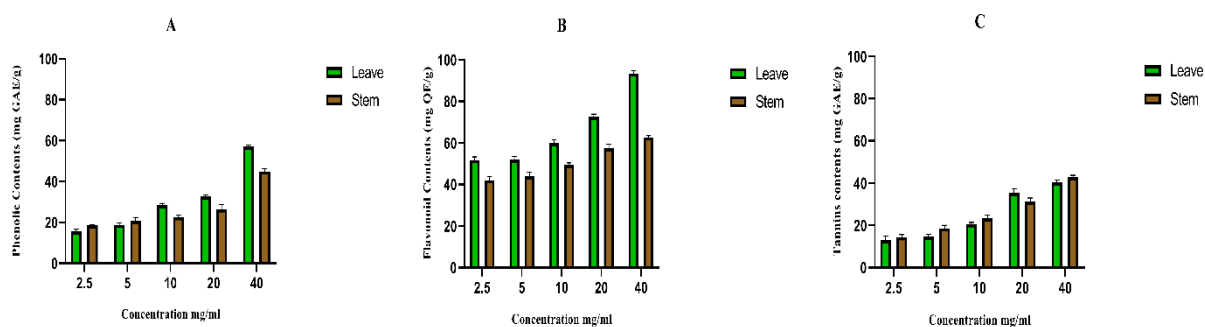 A
Phenolic Contents (mg GAE/g)
100
80
60
40
20
0
2.5 5 10 20 40
Concentration mg/ml
Leave
Stem
B
Flavonoid Contents (mg QE/g)
100
80
60
40
20
0
2.5 5 10 20 40
Concentration mg/ml
Leave
Stem
C
Tannins contents (mg GAE/g)
100
80
60
40
20
0
2.5 5 10 20 40
Concentration mg/ml
Leave
Stem